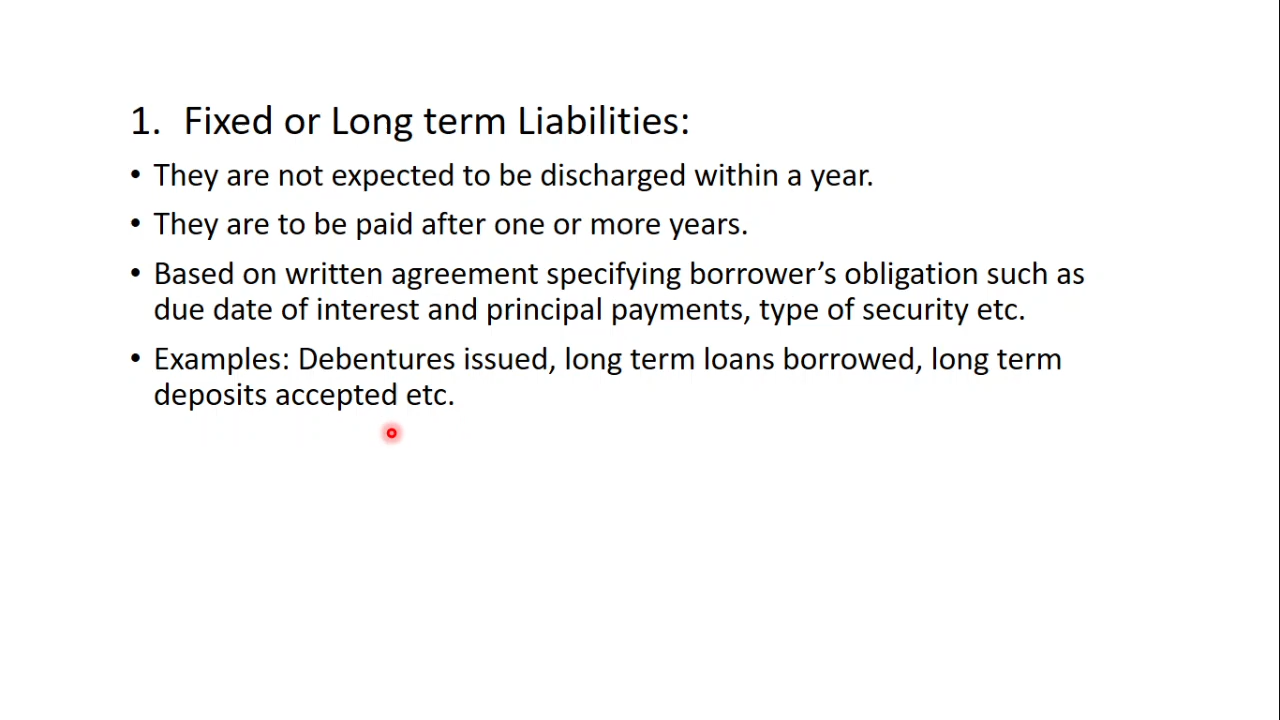 1. Fixed or Long term Liabilities:
• They are not expected to be discharged within a year.
• They are to be paid after one or more years.
• Based on written agreement specifying borrower’s obligation such as
due date of interest and principal payments, type of security etc.
• Examples: Debentures issued, long term loans borrowed, long term
deposits accepted etc.